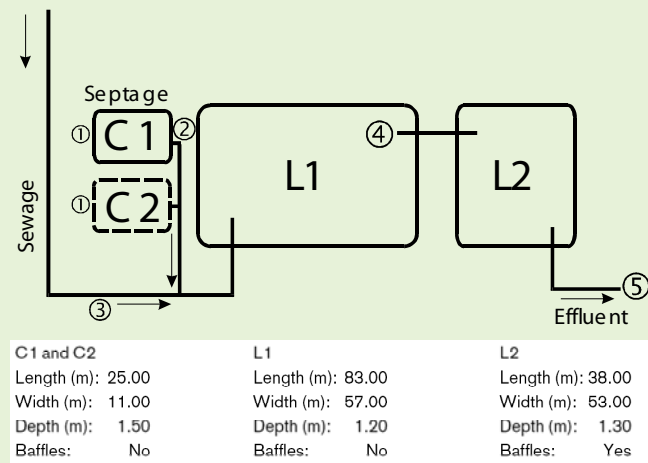 Septage
① C 1 ②
① C 2
Sewage
③
L1
④
L2
⑤
Effluent
C1 and C2
Length (m): 25.00
Width (m): 11.00
Depth (m): 1.50
Baffles: No
L1
Length (m): 83.00
Width (m): 57.00
Depth (m): 1.20
Baffles: No
L2
Length (m): 38.00
Width (m): 53.00
Depth (m): 1.30
Baffles: Yes